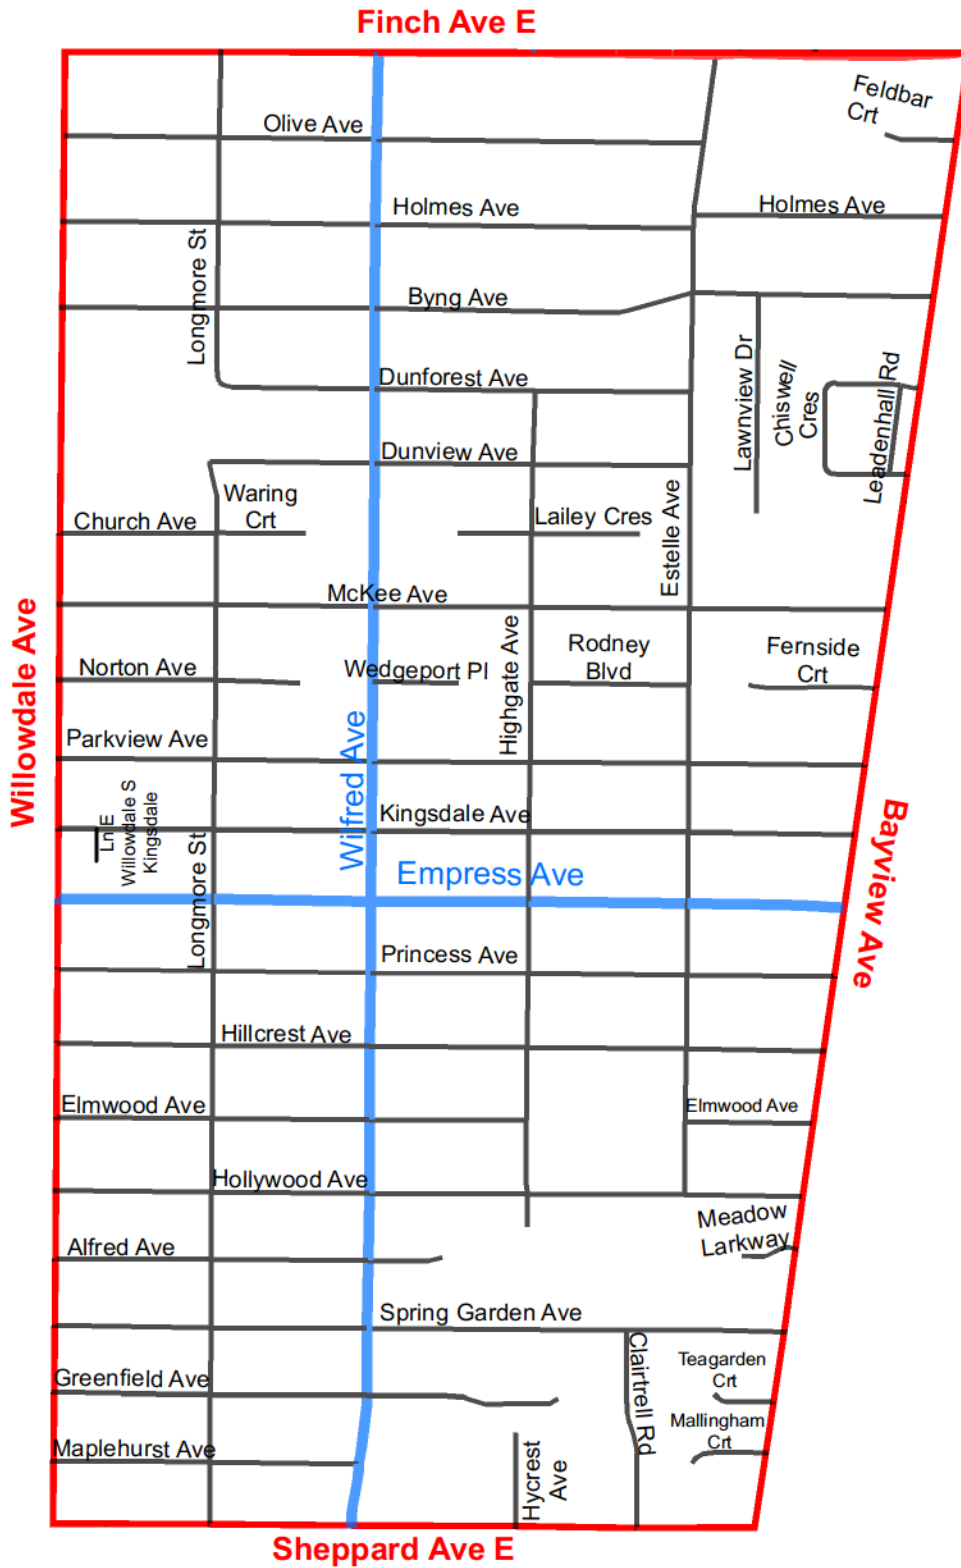 Finch Ave E
Feldbar
Crt
Olive Ave
Holmes Ave
Holmes Ave
Longmore St
Byng Ave
Lawnview Dr
Chiswell
Cres
Leadenhall Rd
Dunforest Ave
Dunview Ave
Waring
Crt
Church Ave
Lailey Cres
Estelle Ave
McKee Ave
Willowdale Ave
Norton Ave
Wedgeport Pl
Highgate Ave
Rodney
Blvd
Fernside
Crt
Parkview Ave
Wilfred Ave
Ln E
Willowdale S
Kingsdale
Kingsdale Ave
Bayview Ave
Longmore St
Empress Ave
Princess Ave
Hillcrest Ave
Elmwood Ave
Elmwood Ave
Hollywood Ave
Meadow
Larkway
Alfred Ave
Spring Garden Ave
Clairtrell Rd
Teagarden
Crt
Greenfield Ave
Mallingham
Crt
Maplehurst Ave
Hycrest
Ave
Sheppard Ave E